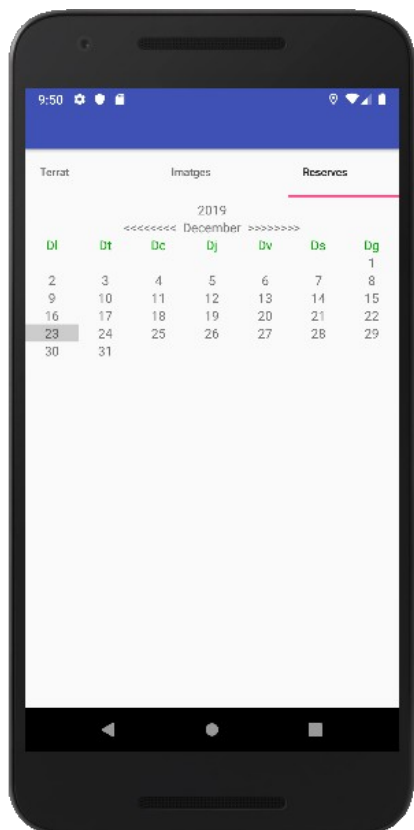 9:50
Terrat Imatges Reserves
2019
<<<<<<<< December >>>>>>>>
Dl Dt Dc Dj Dv Ds Dg
1
2 3 4 5 6 7 8
9 10 11 12 13 14 15
16 17 18 19 20 21 22
23 24 25 26 27 28 29
30 31